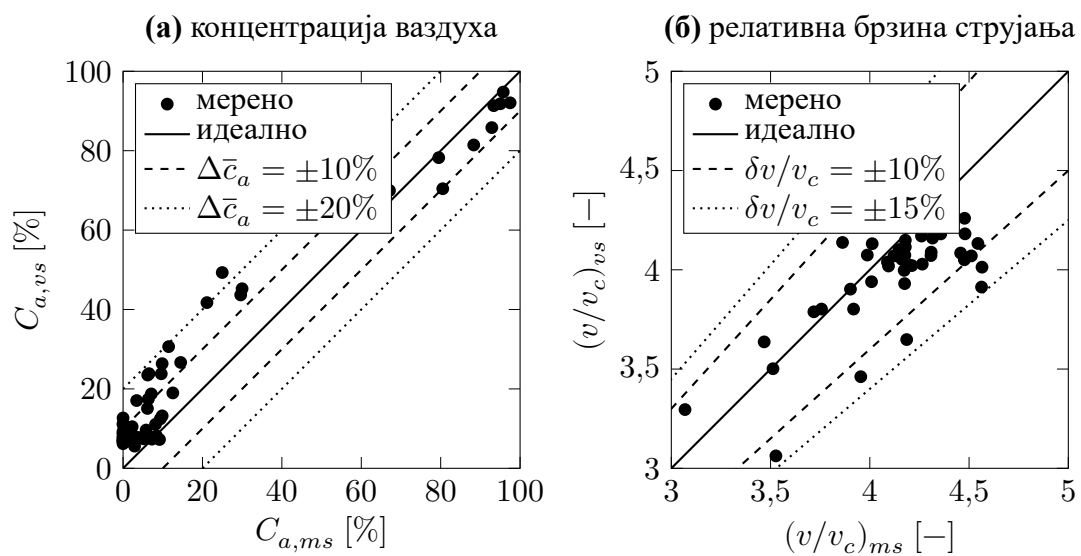 (а) концентрација ваздуха
100
80
60
40
20
0
0 20 40 60 80 100
C_{a,vs} [%]
C_{a,ms} [%]
мерено
идеално
Δc̄_a = ±10%
Δc̄_a = ±20%
(б) релативна брзина струјања
5
4,5
4
3,5
3
3 3,5 4 4,5 5
(v/v_c)_{vs} [−]
(v/v_c)_{ms} [−]
мерено
идеално
δv/v_c = ±10%
δv/v_c = ±15%